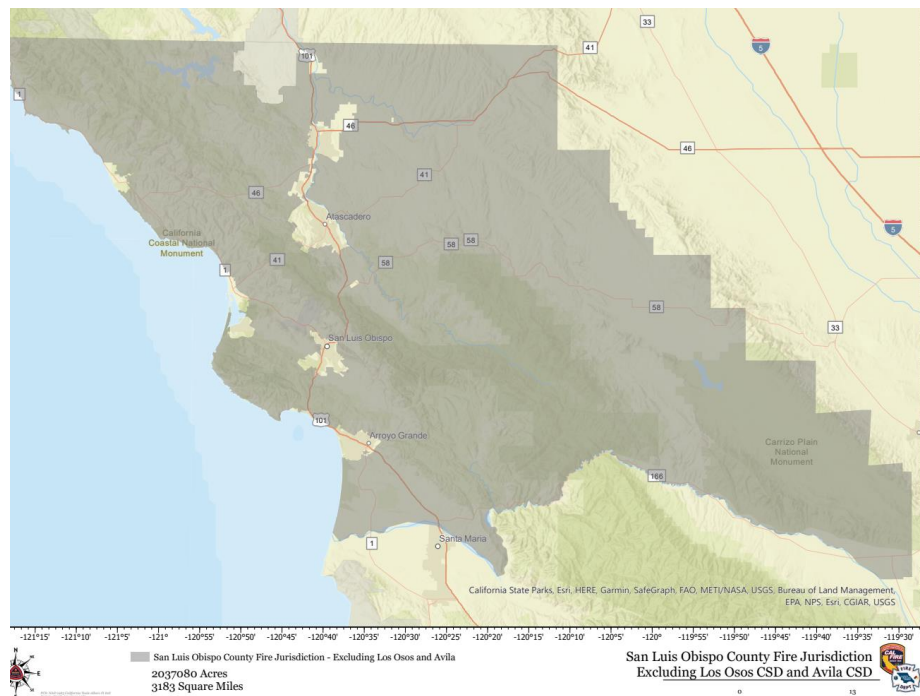 33
41
5
101
1
46
46
41
46
Atascadero
58 22
58
California
Coastal National
Monument
41
58
1
58
5
33
San Luis Obispo
101
Arroyo Grande
Carrizo Plain
National
Monument
166
1
Santa Maria
California State Parks, Esri, HERE, Garmin, SafeGraph, FAO, METI/NASA, USGS, Bureau of Land Management,
EPA, NPS, Esri, CGIAR, USGS
-121°15' -121°10' -121°5' -121° -120°55' -120°50' -120°45' -120°40' -120°35' -120°30' -120°25' -120°20' -120°15' -120°10' -120°5' -120° -119°55' -119°50' -119°45' -119°40' -119°35' -119°30'
San Luis Obispo County Fire Jurisdiction - Excluding Los Osos and Avila
2037080 Acres
3183 Square Miles
San Luis Obispo County Fire Jurisdiction
Excluding Los Osos CSD and Avila CSD
CAL FIRE
0 13